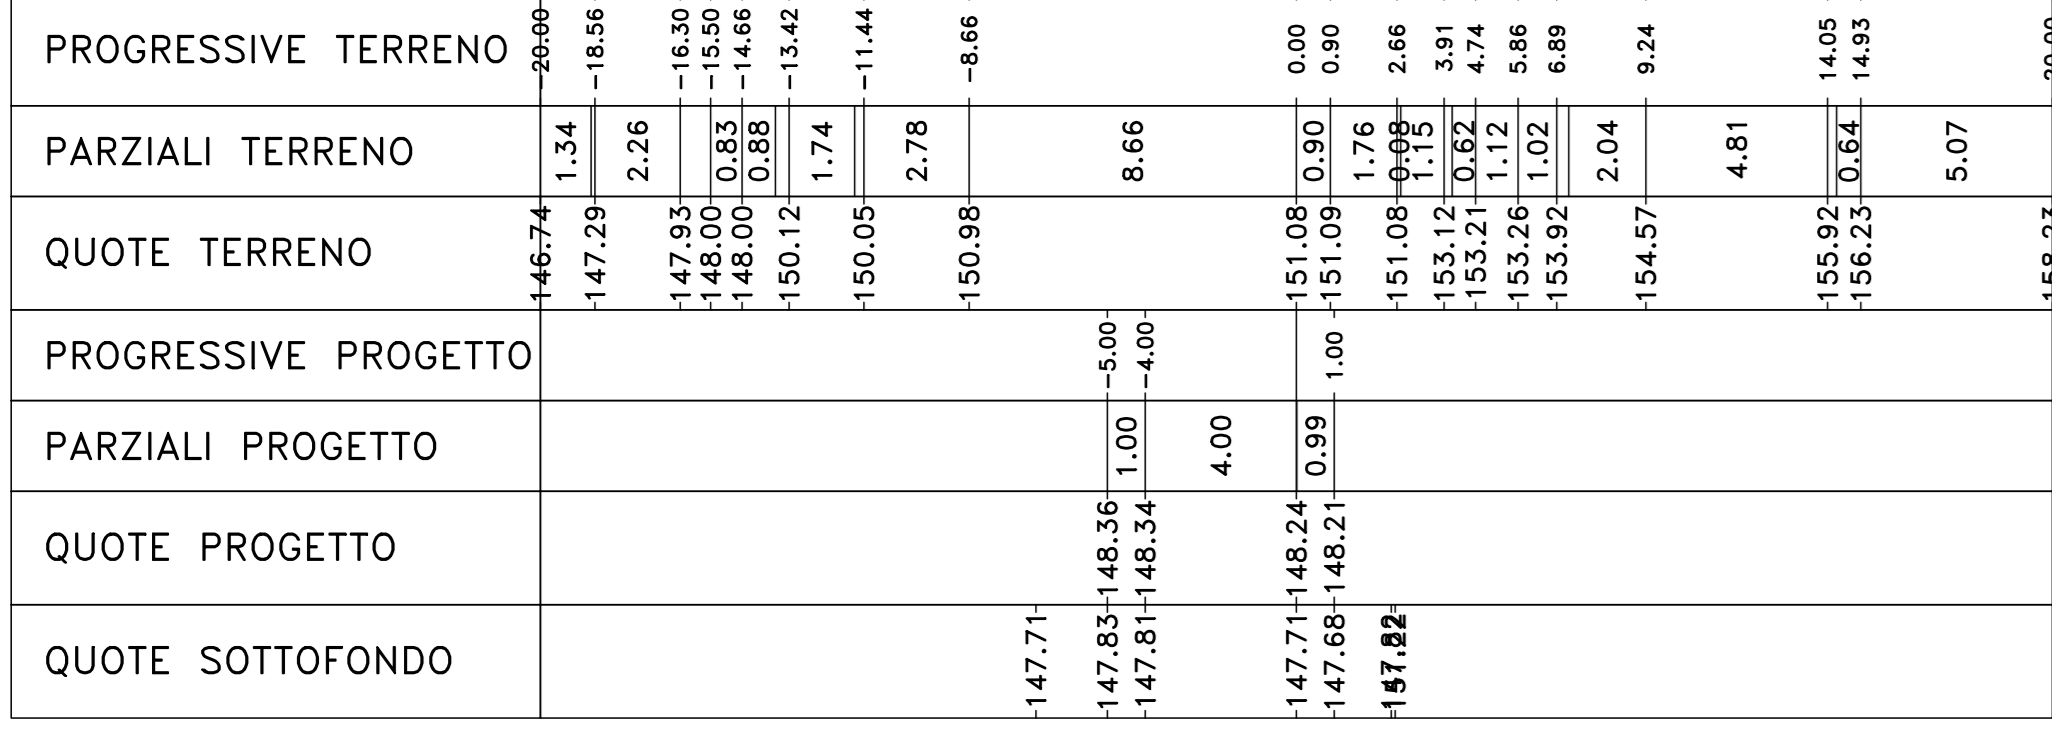 PROGRESSIVE TERRENO -20.00 -18.56 -16.30 -15.50 -14.66 -13.42 -11.44 -8.66 0.00 0.90 2.66 3.91 4.74 5.86 6.89 9.24 14.05 14.93
PARZIALI TERRENO 1.34 2.26 0.83 0.88 1.74 2.78 8.66 0.90 1.76 0.08 1.15 0.62 1.12 1.02 2.04 4.81 0.64 5.07
QUOTE TERRENO 146.74 147.29 147.93 148.00 148.00 150.12 150.05 150.98 151.08 151.09 151.08 153.12 153.21 153.26 153.92 154.57 155.92 156.23
PROGRESSIVE PROGETTO -5.00 -4.00 1.00
PARZIALI PROGETTO 1.00 4.00 0.99
QUOTE PROGETTO 148.36 148.34 148.24 148.21
QUOTE SOTTOFONDO 147.71 147.83 147.81 147.71 147.68